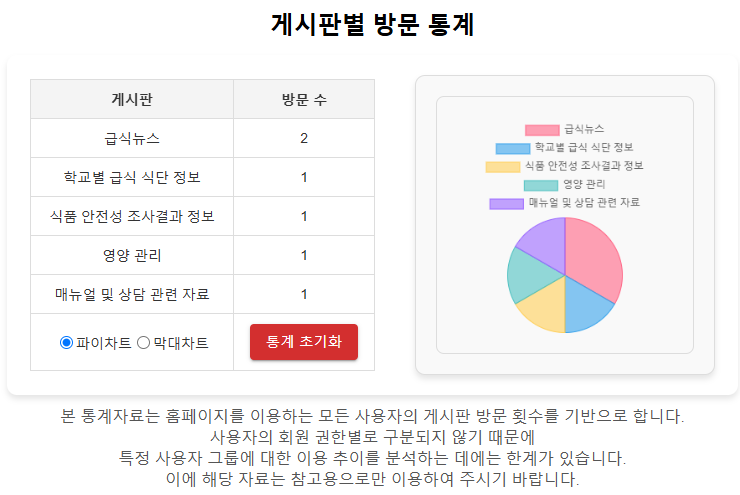 게시판별 방문 통계
게시판 방문 수
급식뉴스 2
학교별 급식 식단 정보 1
식품 안전성 조사결과 정보 1
영양 관리 1
매뉴얼 및 상담 관련 자료 1
파이차트 막대차트 통계 초기화
급식뉴스
학교별 급식 식단 정보
식품 안전성 조사결과 정보
영양 관리
매뉴얼 및 상담 관련 자료
본 통계자료는 홈페이지를 이용하는 모든 사용자의 게시판 방문 횟수를 기반으로 합니다.
사용자의 회원 권한별로 구분되지 않기 때문에
특정 사용자 그룹에 대한 이용 추이를 분석하는 데에는 한계가 있습니다.
이에 해당 자료는 참고용으로만 이용하여 주시기 바랍니다.